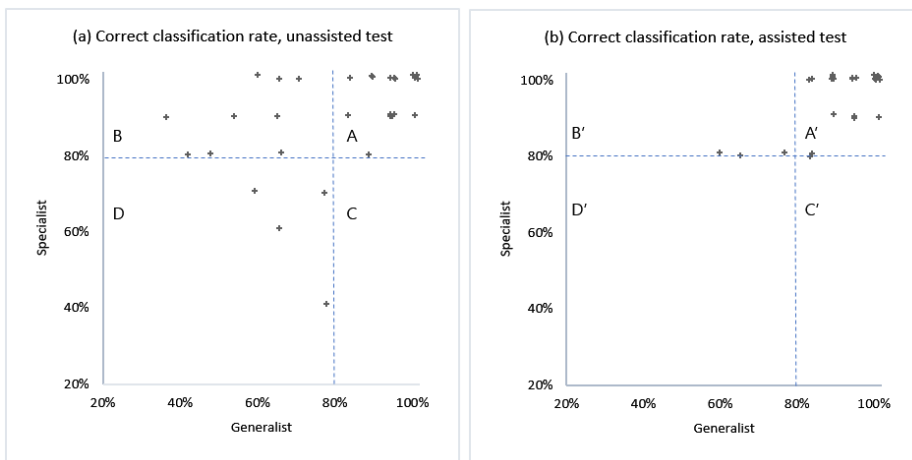 (a) Correct classification rate, unassisted test
100%
80%
60%
40%
20%
B
A
D
C
Specialist
20%
40%
60%
80%
100%
Generalist
(b) Correct classification rate, assisted test
100%
80%
60%
40%
20%
B′
A′
D′
C′
Specialist
20%
40%
60%
80%
100%
Generalist